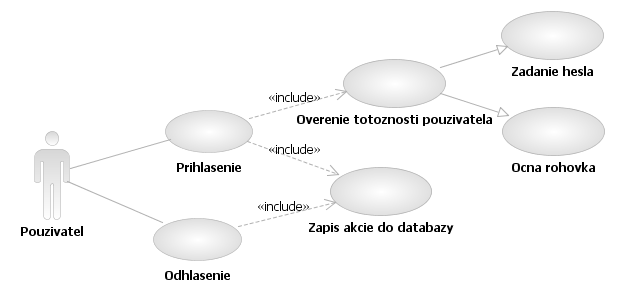 Zadanie hesla
«include»
Overenie totoznosti pouzivatela
«include»
Prihlasenie
Ocna rohovka
«include»
Zapis akcie do databazy
Pouzivatel
Odhlasenie